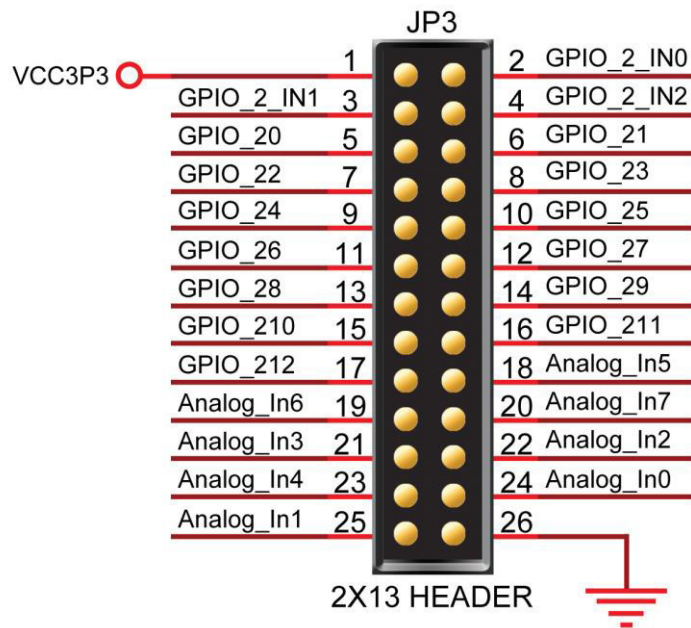 JP3
VCC3P3 1 2 GPIO_2_IN0
GPIO_2_IN1 3 4 GPIO_2_IN2
GPIO_20 5 6 GPIO_21
GPIO_22 7 8 GPIO_23
GPIO_24 9 10 GPIO_25
GPIO_26 11 12 GPIO_27
GPIO_28 13 14 GPIO_29
GPIO_210 15 16 GPIO_211
GPIO_212 17 18 Analog_In5
Analog_In6 19 20 Analog_In7
Analog_In3 21 22 Analog_In2
Analog_In4 23 24 Analog_In0
Analog_In1 25 26
2X13 HEADER